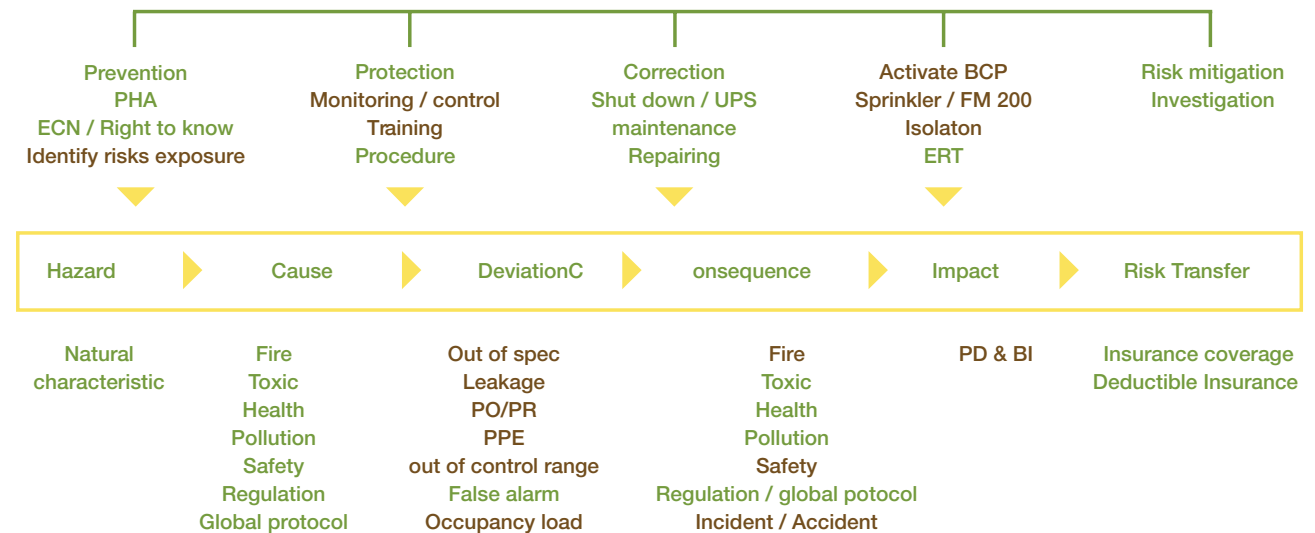 Prevention
PHA
ECN / Right to know
Identify risks exposure
Protection
Monitoring / control
Training
Procedure
Correction
Shut down / UPS
maintenance
Repairing
Activate BCP
Sprinkler / FM 200
Isolaton
ERT
Risk mitigation
Investigation
Hazard
Cause
DeviationC
onsequence
Impact
Risk Transfer
Natural
characteristic
Fire
Toxic
Health
Pollution
Safety
Regulation
Global protocol
Out of spec
Leakage
PO/PR
PPE
out of control range
False alarm
Occupancy load
Fire
Toxic
Health
Pollution
Safety
Regulation / global potocol
Incident / Accident
PD & BI
Insurance coverage
Deductible Insurance